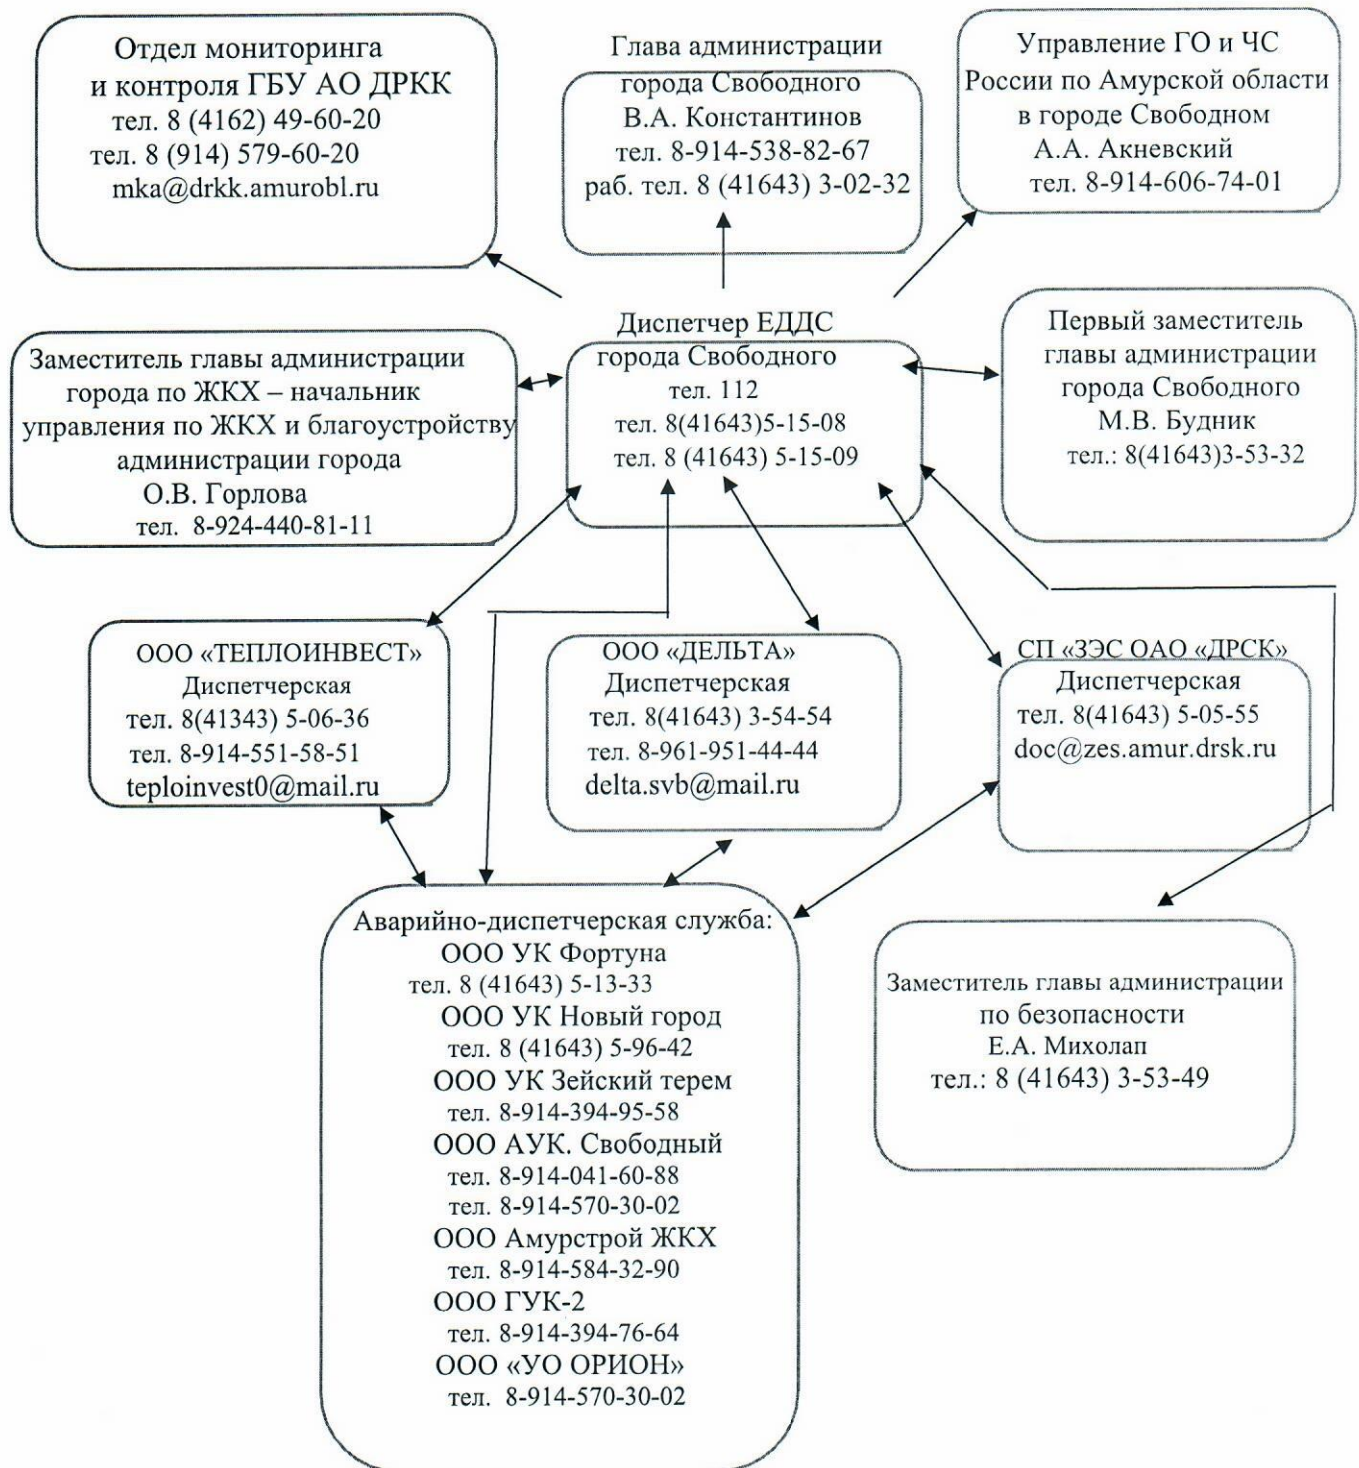 Отдел мониторинга
и контроля ГБУ АО ДРКК
тел. 8 (4162) 49-60-20
тел. 8 (914) 579-60-20
mka@drkk.amurobl.ru
Глава администрации
города Свободного
В.А. Константинов
тел. 8-914-538-82-67
раб. тел. 8 (41643) 3-02-32
Управление ГО и ЧС
России по Амурской области
в городе Свободном
А.А. Акневский
тел. 8-914-606-74-01
Заместитель главы администрации
города по ЖКХ – начальник
управления по ЖКХ и благоустройству
администрации города
О.В. Горлова
тел. 8-924-440-81-11
Диспетчер ЕДДС
города Свободного
тел. 112
тел. 8(41643)5-15-08
тел. 8 (41643) 5-15-09
Первый заместитель
главы администрации
города Свободного
М.В. Будник
тел.: 8(41643)3-53-32
ООО «ТЕПЛОИНВЕСТ»
Диспетчерская
тел. 8(41343) 5-06-36
тел. 8-914-551-58-51
teploinvest0@mail.ru
ООО «ДЕЛЬТА»
Диспетчерская
тел. 8(41643) 3-54-54
тел. 8-961-951-44-44
delta.svb@mail.ru
СП «ЗЭС ОАО «ДРСК»
Диспетчерская
тел. 8(41643) 5-05-55
doc@zes.amur.drsk.ru
Аварийно-диспетчерская служба:
ООО УК Фортуна
тел. 8 (41643) 5-13-33
ООО УК Новый город
тел. 8 (41643) 5-96-42
ООО УК Зейский терем
тел. 8-914-394-95-58
ООО АУК. Свободный
тел. 8-914-041-60-88
тел. 8-914-570-30-02
ООО Амурстрой ЖКХ
тел. 8-914-584-32-90
ООО ГУК-2
тел. 8-914-394-76-64
ООО «УО ОРИОН»
тел. 8-914-570-30-02
Заместитель главы администрации
по безопасности
Е.А. Михолап
тел.: 8 (41643) 3-53-49